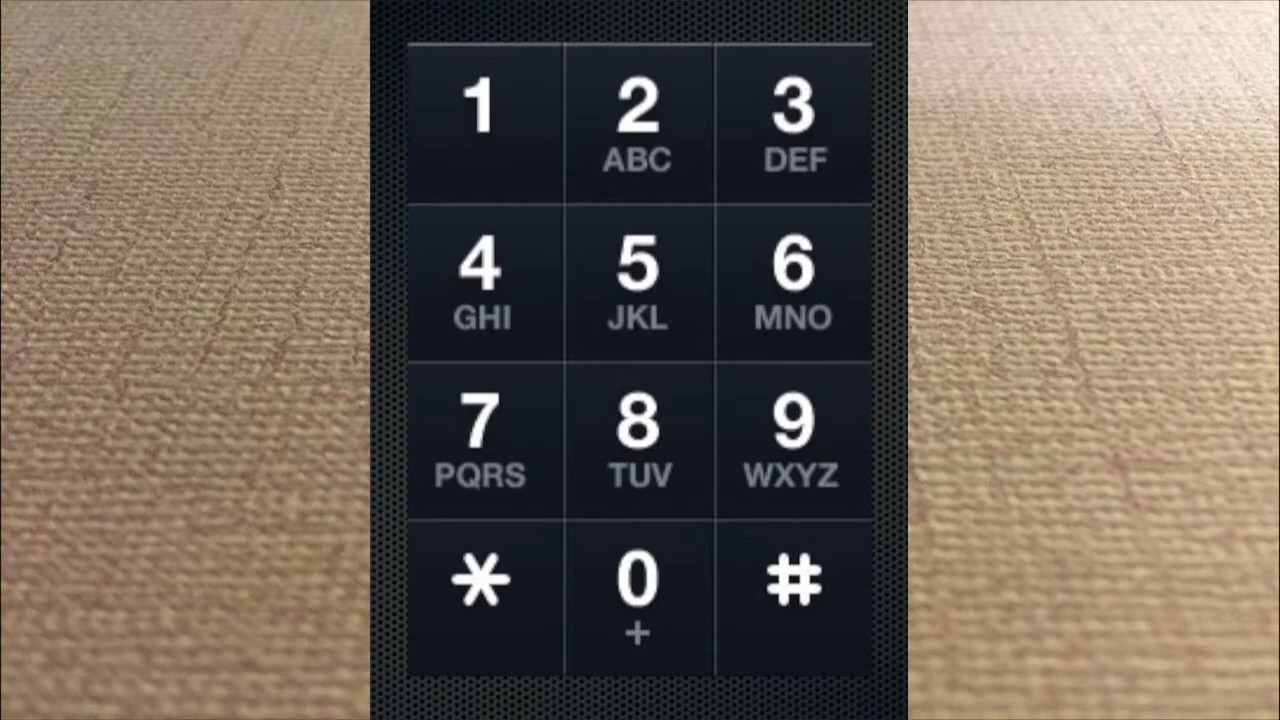 1 2 3
ABC DEF
4 5 6
GHI JKL MNO
7 8 9
PQRS TUV WXYZ
* 0 #
+